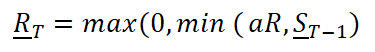 R_T = max(0, min ( aR, S_{T−1})